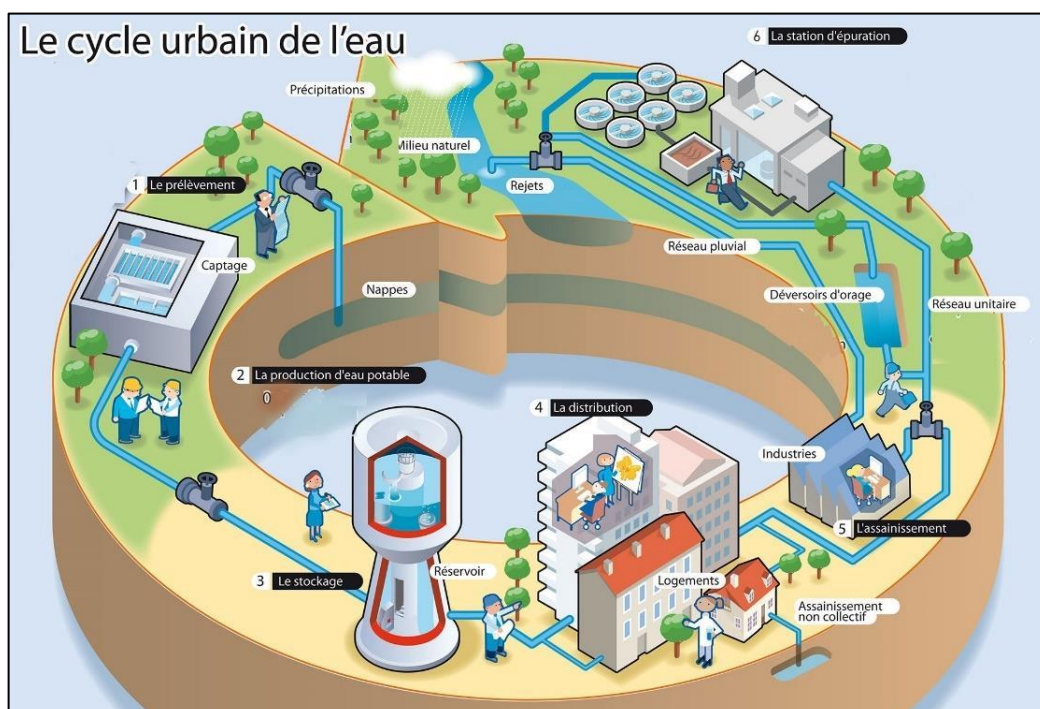 Le cycle urbain de l'eau
6 La station d'épuration
Précipitations
Milieu naturel
1 Le prélèvement
Rejets
Captage
Réseau pluvial
Nappes
Déversoirs d'orage
Réseau unitaire
2 La production d'eau potable
0
4 La distribution
Industries
5 L'assainissement
3 Le stockage
Réservoir
Logements
Assainissement
non collectif